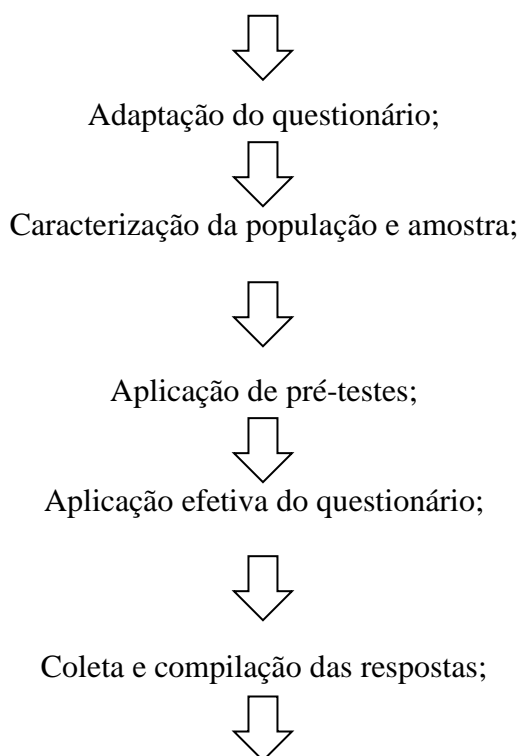 Adaptação do questionário;
Caracterização da população e amostra;
Aplicação de pré-testes;
Aplicação efetiva do questionário;
Coleta e compilação das respostas;